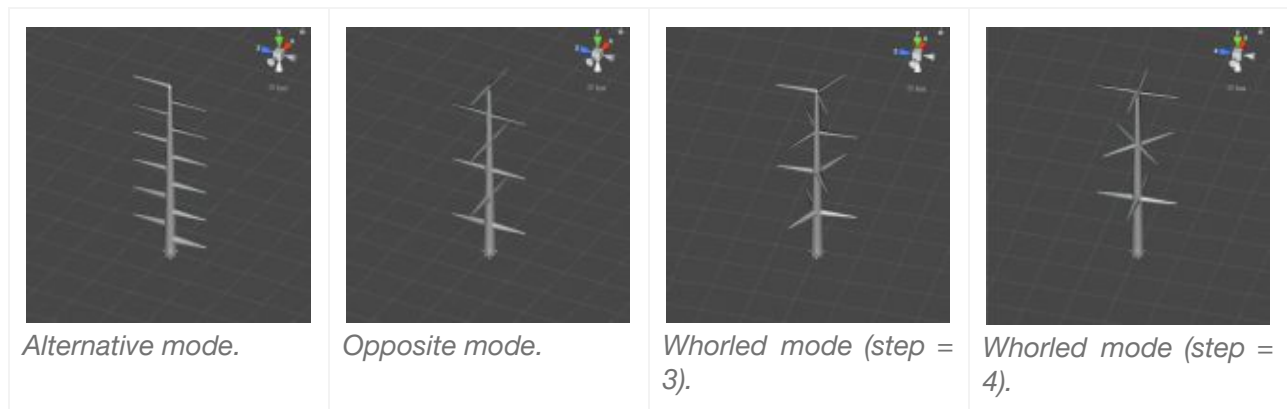 Alternative mode.
Opposite mode.
Whorled mode (step =
3).
Whorled mode (step =
4).